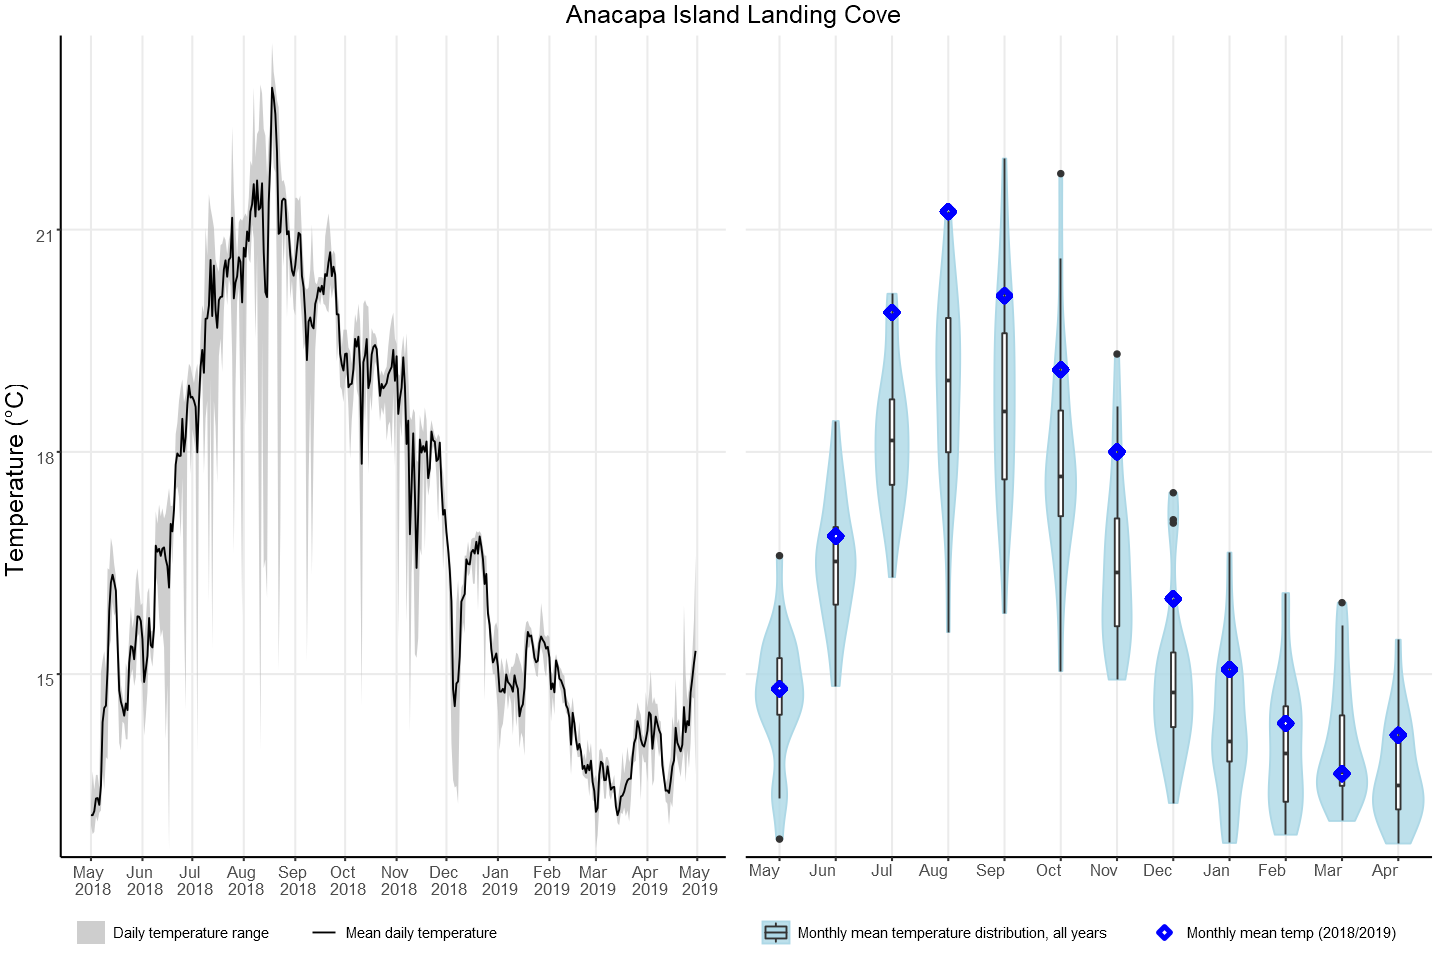 Anacapa Island Landing Cove
Temperature (°C)
21
18
15
May Jun Jul Aug Sep Oct Nov Dec Jan Feb Mar Apr May
2018 2018 2018 2018 2018 2018 2018 2018 2019 2019 2019 2019 2019
May Jun Jul Aug Sep Oct Nov Dec Jan Feb Mar Apr
Daily temperature range
Mean daily temperature
Monthly mean temperature distribution, all years
Monthly mean temp (2018/2019)